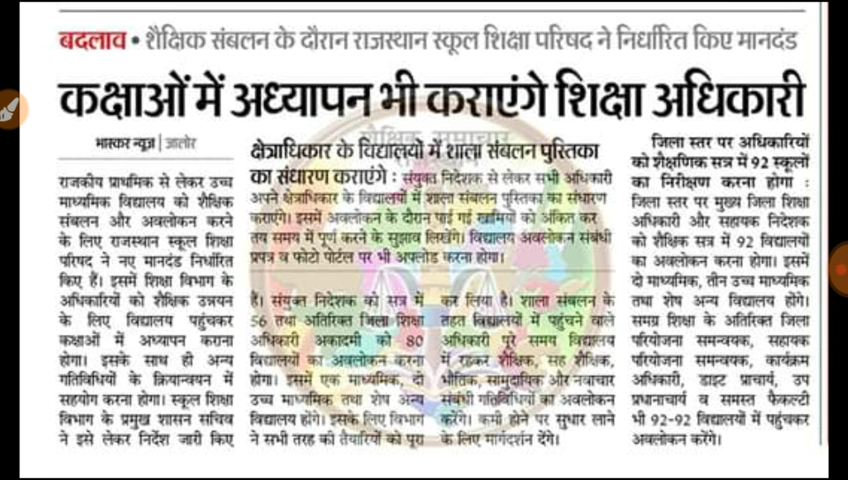 बदलाव • शैक्षिक संबलन के दौरान राजस्थान स्कूल शिक्षा परिषद ने निर्धारित किए मानदंड
कक्षाओं में अध्यापन भी कराएंगे शिक्षा अधिकारी
भास्कर न्यूज | जालोर
राजकीय प्राथमिक से लेकर उच्च
माध्यमिक विद्यालय को शैक्षिक
संबलन और अवलोकन करने
के लिए राजस्थान स्कूल शिक्षा
परिषद ने नए मानदंड निर्धारित
किए हैं। इसमें शिक्षा विभाग के
अधिकारियों को शैक्षिक उन्नयन
के लिए विद्यालय पहुंचकर
कक्षाओं में अध्यापन कराना
होगा। इसके साथ ही अन्य
गतिविधियों के क्रियान्वयन में
सहयोग करना होगा। स्कूल शिक्षा
विभाग के प्रमुख शासन सचिव
ने इसे लेकर निर्देश जारी किए
शैक्षिक समाचार
क्षेत्राधिकार के विद्यालयों में शाला संबलन पुस्तिका
का संधारण कराएंगे : संयुक्त निदेशक से लेकर सभी अधिकारी
अपने क्षेत्राधिकार के विद्यालयों में शाला संबलन पुस्तिका का संधारण
कराएंगे। इसमें अवलोकन के दौरान पाई गई खामियों को अंकित कर
तय समय में पूर्ण करने के सुझाव लिखेंगे। विद्यालय अवलोकन संबंधी
प्रपत्र व फोटो पोर्टल पर भी अपलोड करना होगा।
हैं। संयुक्त निदेशक को सत्र में
56 तथा अतिरिक्त जिला शिक्षा
अधिकारी अकादमी को 80
विद्यालयों का अवलोकन करना
होगा। इसमें एक माध्यमिक, दो
उच्च माध्यमिक तथा शेष अन्य
विद्यालय होंगे। इसके लिए विभाग
ने सभी तरह की तैयारियों को पूरा
कर लिया है। शाला संबलन के
तहत विद्यालयों में पहुंचने वाले
अधिकारी पूरे समय विद्यालय
में रहकर शैक्षिक, सह शैक्षिक,
भौतिक, सामुदायिक और नवाचार
संबंधी गतिविधियों का अवलोकन
करेंगे। कमी होने पर सुधार लाने
के लिए मार्गदर्शन देंगे।
जिला स्तर पर अधिकारियों
को शैक्षणिक सत्र में 92 स्कूलों
का निरीक्षण करना होगा :
जिला स्तर पर मुख्य जिला शिक्षा
अधिकारी और सहायक निदेशक
को शैक्षिक सत्र में 92 विद्यालयों
का अवलोकन करना होगा। इसमें
दो माध्यमिक, तीन उच्च माध्यमिक
तथा शेष अन्य विद्यालय होंगे।
समग्र शिक्षा के अतिरिक्त जिला
परियोजना समन्वयक, सहायक
परियोजना समन्वयक, कार्यक्रम
अधिकारी, डाइट प्राचार्य, उप
प्रधानाचार्य व समस्त फैकल्टी
भी 92-92 विद्यालयों में पहुंचकर
अवलोकन करेंगे।